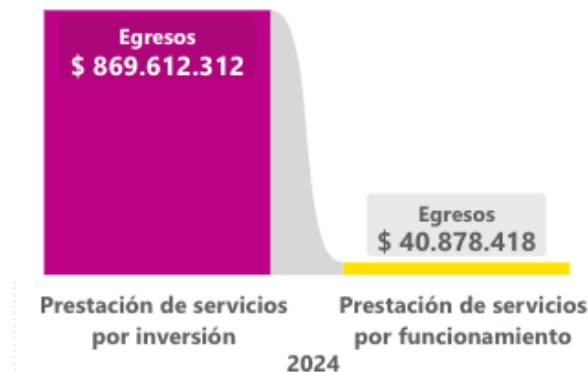 Egresos
$ 869.612.312
Egresos
$ 40.878.418
Prestación de servicios
por inversión
Prestación de servicios
por funcionamiento
2024